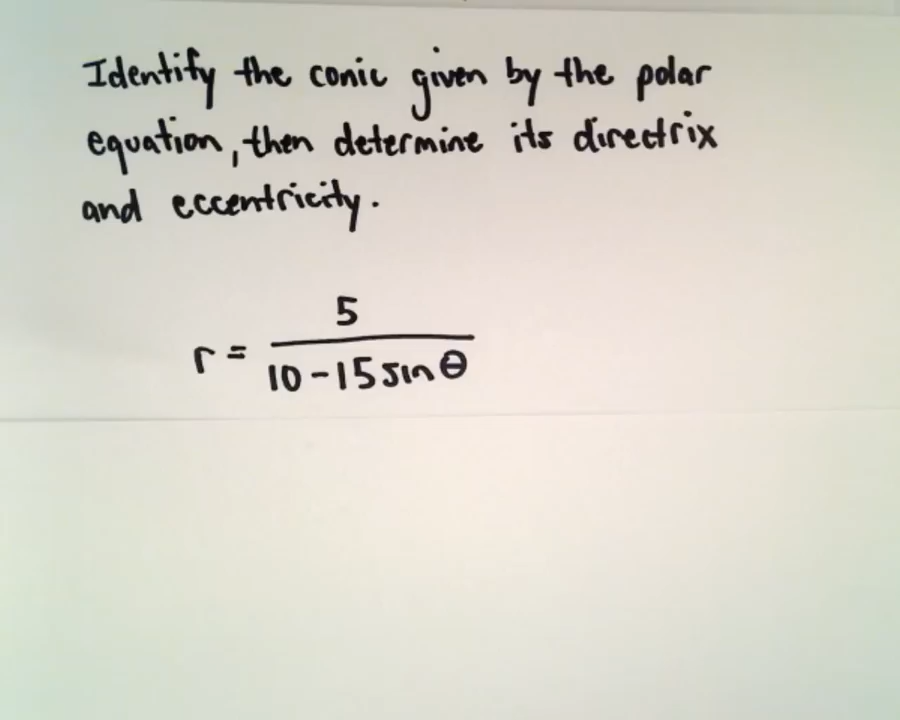 Identify the conic given by the polar
equation, then determine its directrix
and eccentricity.
r = 5 / (10 - 15 sin θ)